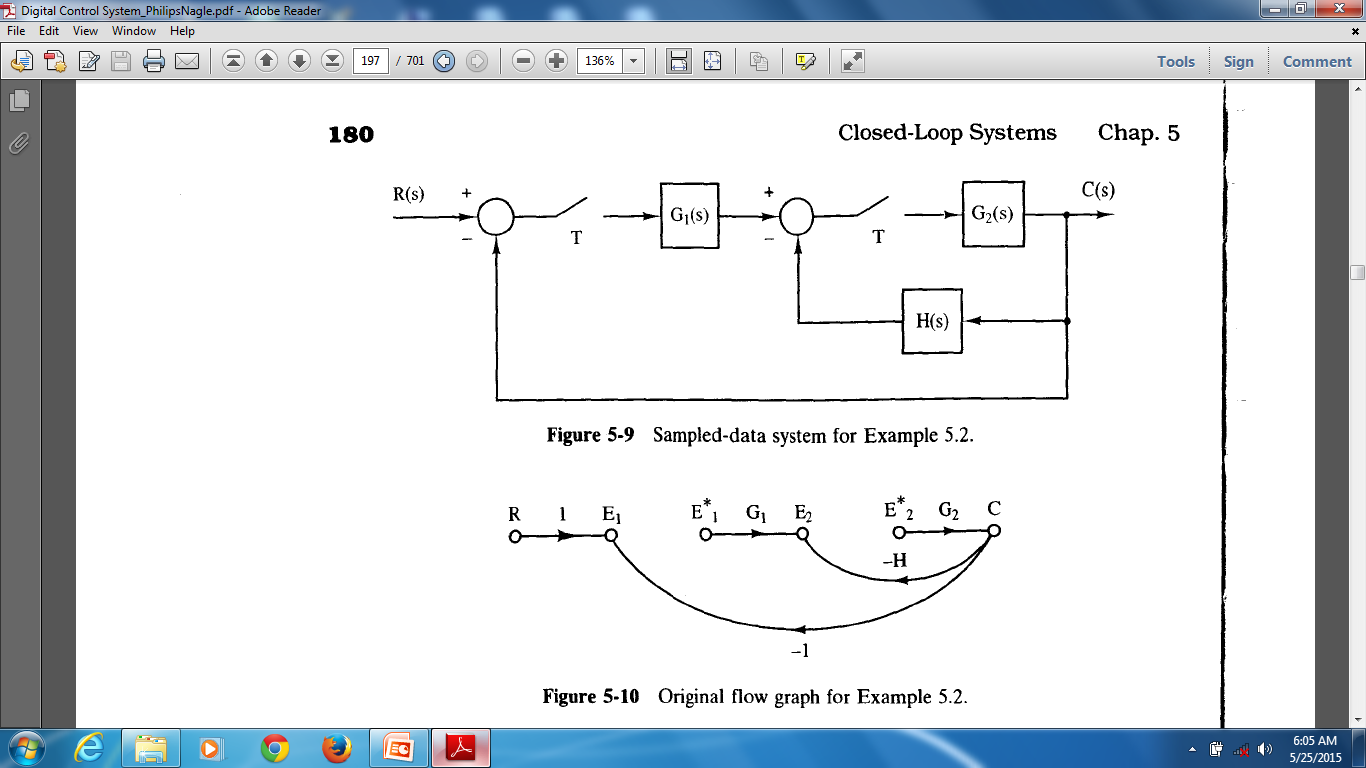 Digital Control System_PhilipsNagle.pdf - Adobe Reader
File Edit View Window Help
197 / 701 136% Tools Sign Comment
180 Closed-Loop Systems Chap. 5
R(s) + G₁(s) + G₂(s) C(s)
− T − T
H(s)
Figure 5-9 Sampled-data system for Example 5.2.
R 1 E₁ E*₁ G₁ E₂ E*₂ G₂ C
−H
−1
Figure 5-10 Original flow graph for Example 5.2.
6:05 AM
5/25/2015